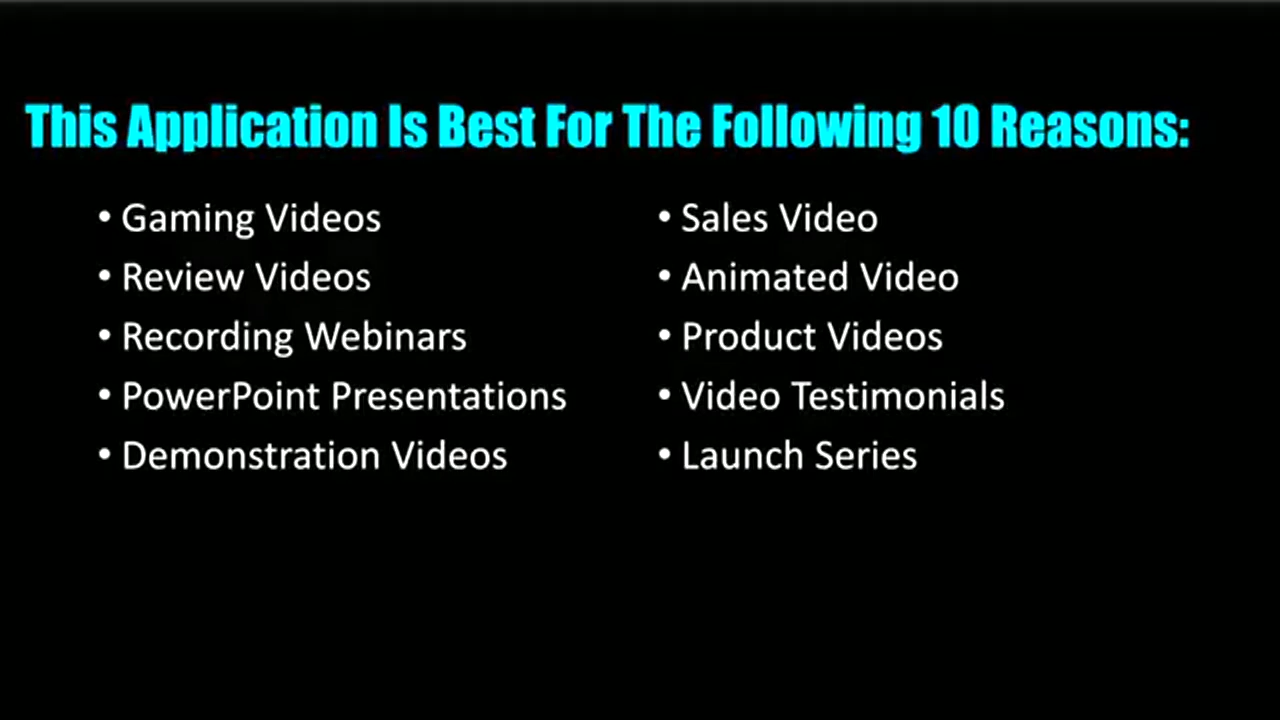 This Application Is Best For The Following 10 Reasons:
• Gaming Videos
• Review Videos
• Recording Webinars
• PowerPoint Presentations
• Demonstration Videos
• Sales Video
• Animated Video
• Product Videos
• Video Testimonials
• Launch Series